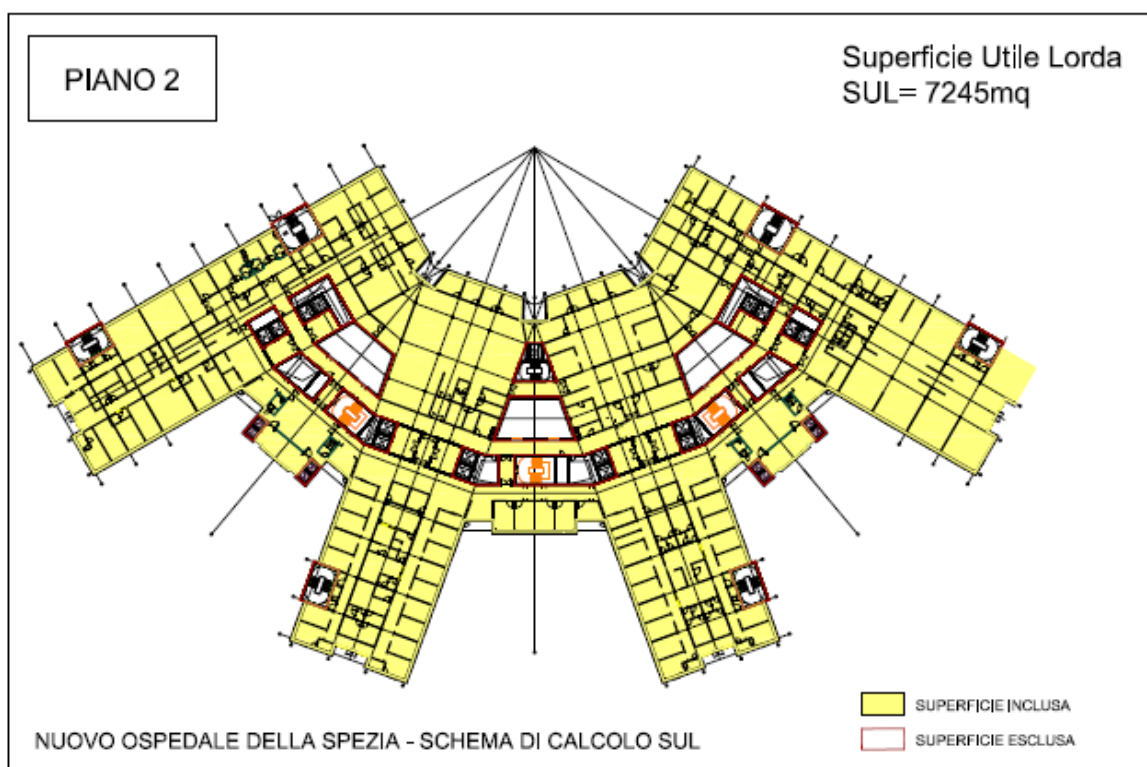 PIANO 2
Superficie Utile Lorda
SUL= 7245mq
SUPERFICIE INCLUSA
SUPERFICIE ESCLUSA
NUOVO OSPEDALE DELLA SPEZIA - SCHEMA DI CALCOLO SUL